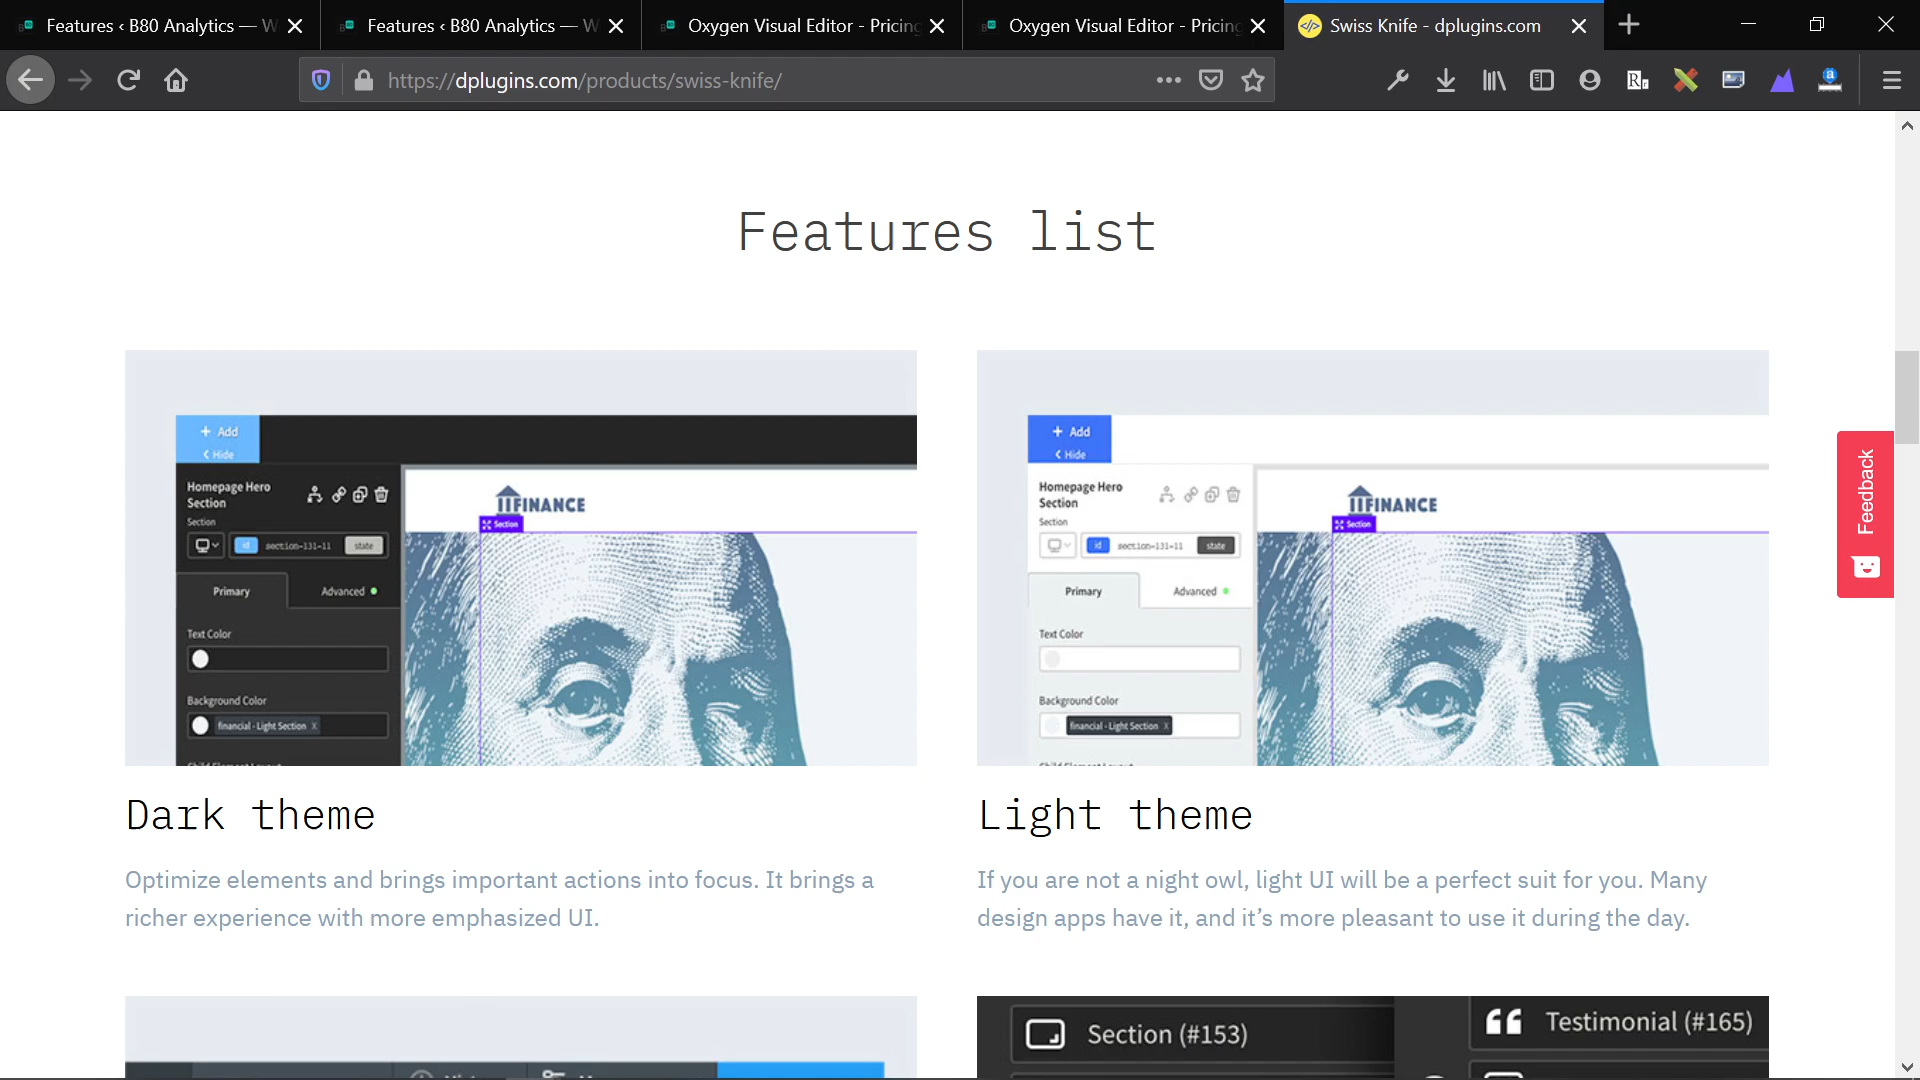 Features ‹ B80 Analytics — W
Features ‹ B80 Analytics — W
Oxygen Visual Editor - Pricing
Oxygen Visual Editor - Pricing
Swiss Knife - dplugins.com
https://dplugins.com/products/swiss-knife/
Features list
+ Add
Hide
Homepage Hero
Section
Section
id section-131-11 state
Primary Advanced
Text Color
Background Color
financial - Light Section x
FINANCE
Section
+ Add
Hide
Homepage Hero
Section
Section
id section-131-11 state
Primary Advanced
Text Color
Background Color
financial - Light Section x
FINANCE
Section
Feedback
Dark theme
Optimize elements and brings important actions into focus. It brings a
richer experience with more emphasized UI.
Light theme
If you are not a night owl, light UI will be a perfect suit for you. Many
design apps have it, and it’s more pleasant to use it during the day.
Section (#153)
Testimonial (#165)